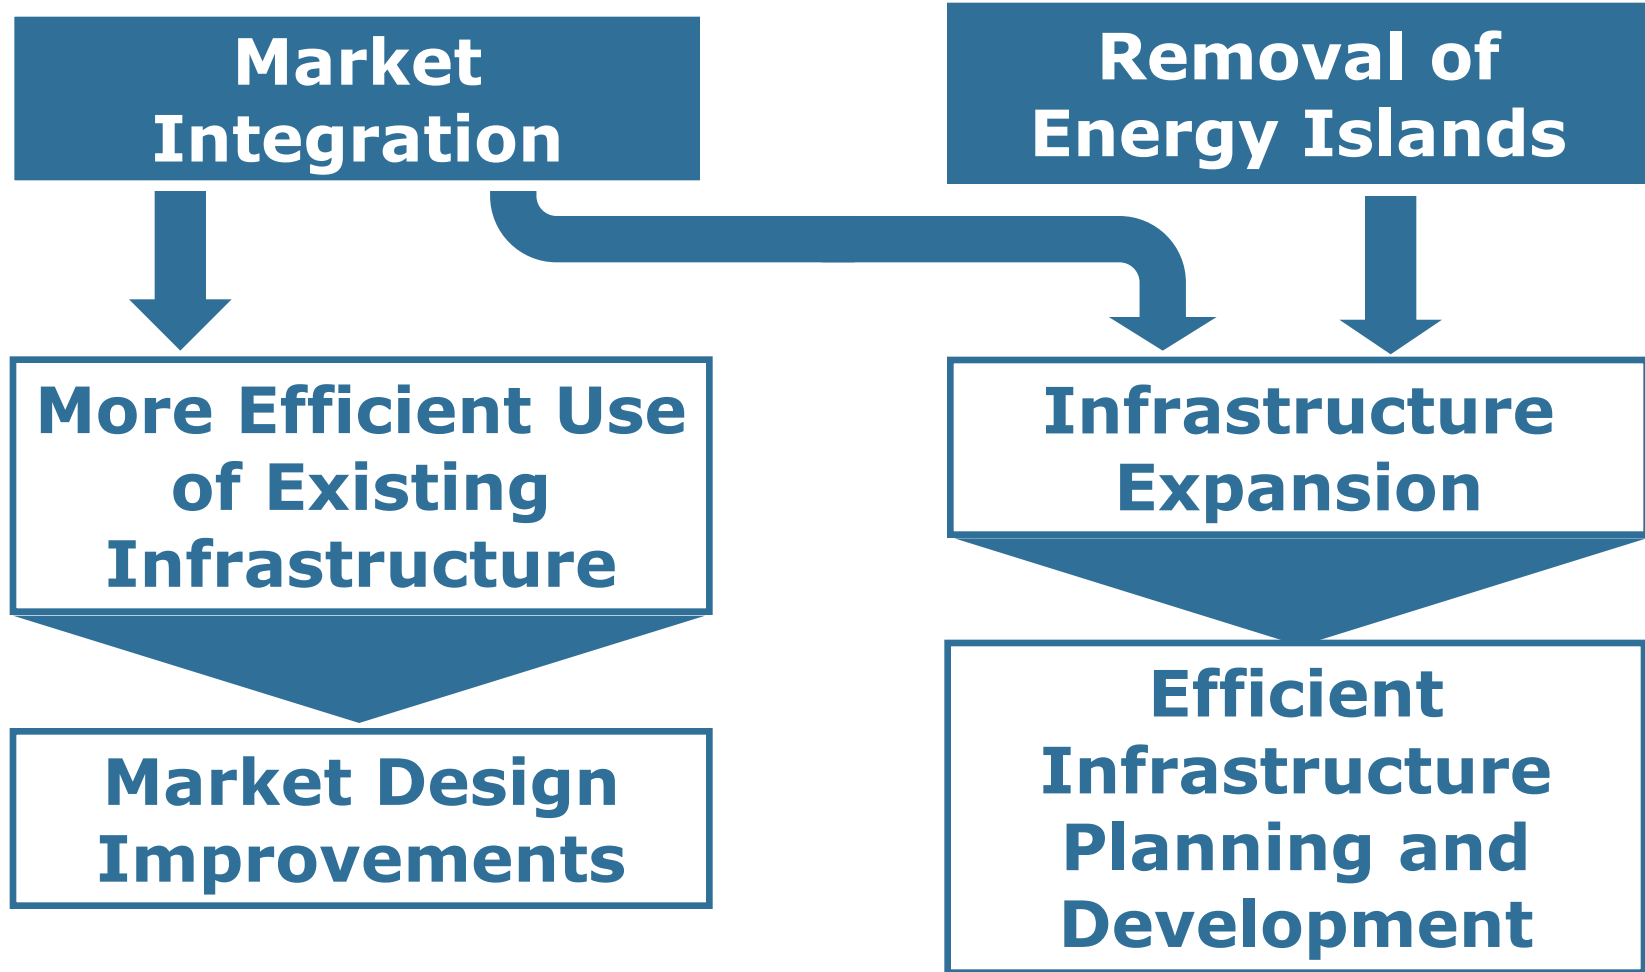 Market
Integration
Removal of
Energy Islands
More Efficient Use
of Existing
Infrastructure
Infrastructure
Expansion
Market Design
Improvements
Efficient
Infrastructure
Planning and
Development